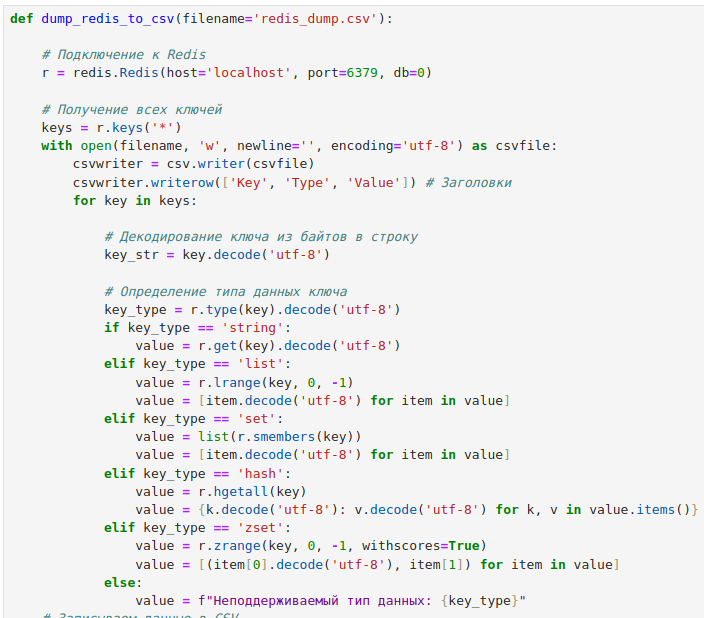 def dump_redis_to_csv(filename='redis_dump.csv'):
# Подключение к Redis
r = redis.Redis(host='localhost', port=6379, db=0)
# Получение всех ключей
keys = r.keys('*')
with open(filename, 'w', newline='', encoding='utf-8') as csvfile:
csvwriter = csv.writer(csvfile)
csvwriter.writerow(['Key', 'Type', 'Value']) # Заголовки
for key in keys:
# Декодирование ключа из байтов в строку
key_str = key.decode('utf-8')
# Определение типа данных ключа
key_type = r.type(key).decode('utf-8')
if key_type == 'string':
value = r.get(key).decode('utf-8')
elif key_type == 'list':
value = r.lrange(key, 0, -1)
value = [item.decode('utf-8') for item in value]
elif key_type == 'set':
value = list(r.smembers(key))
value = [item.decode('utf-8') for item in value]
elif key_type == 'hash':
value = r.hgetall(key)
value = {k.decode('utf-8'): v.decode('utf-8') for k, v in value.items()}
elif key_type == 'zset':
value = r.zrange(key, 0, -1, withscores=True)
value = [(item[0].decode('utf-8'), item[1]) for item in value]
else:
value = f"Неподдерживаемый тип данных: {key_type}"
# Записываем данные в CSV